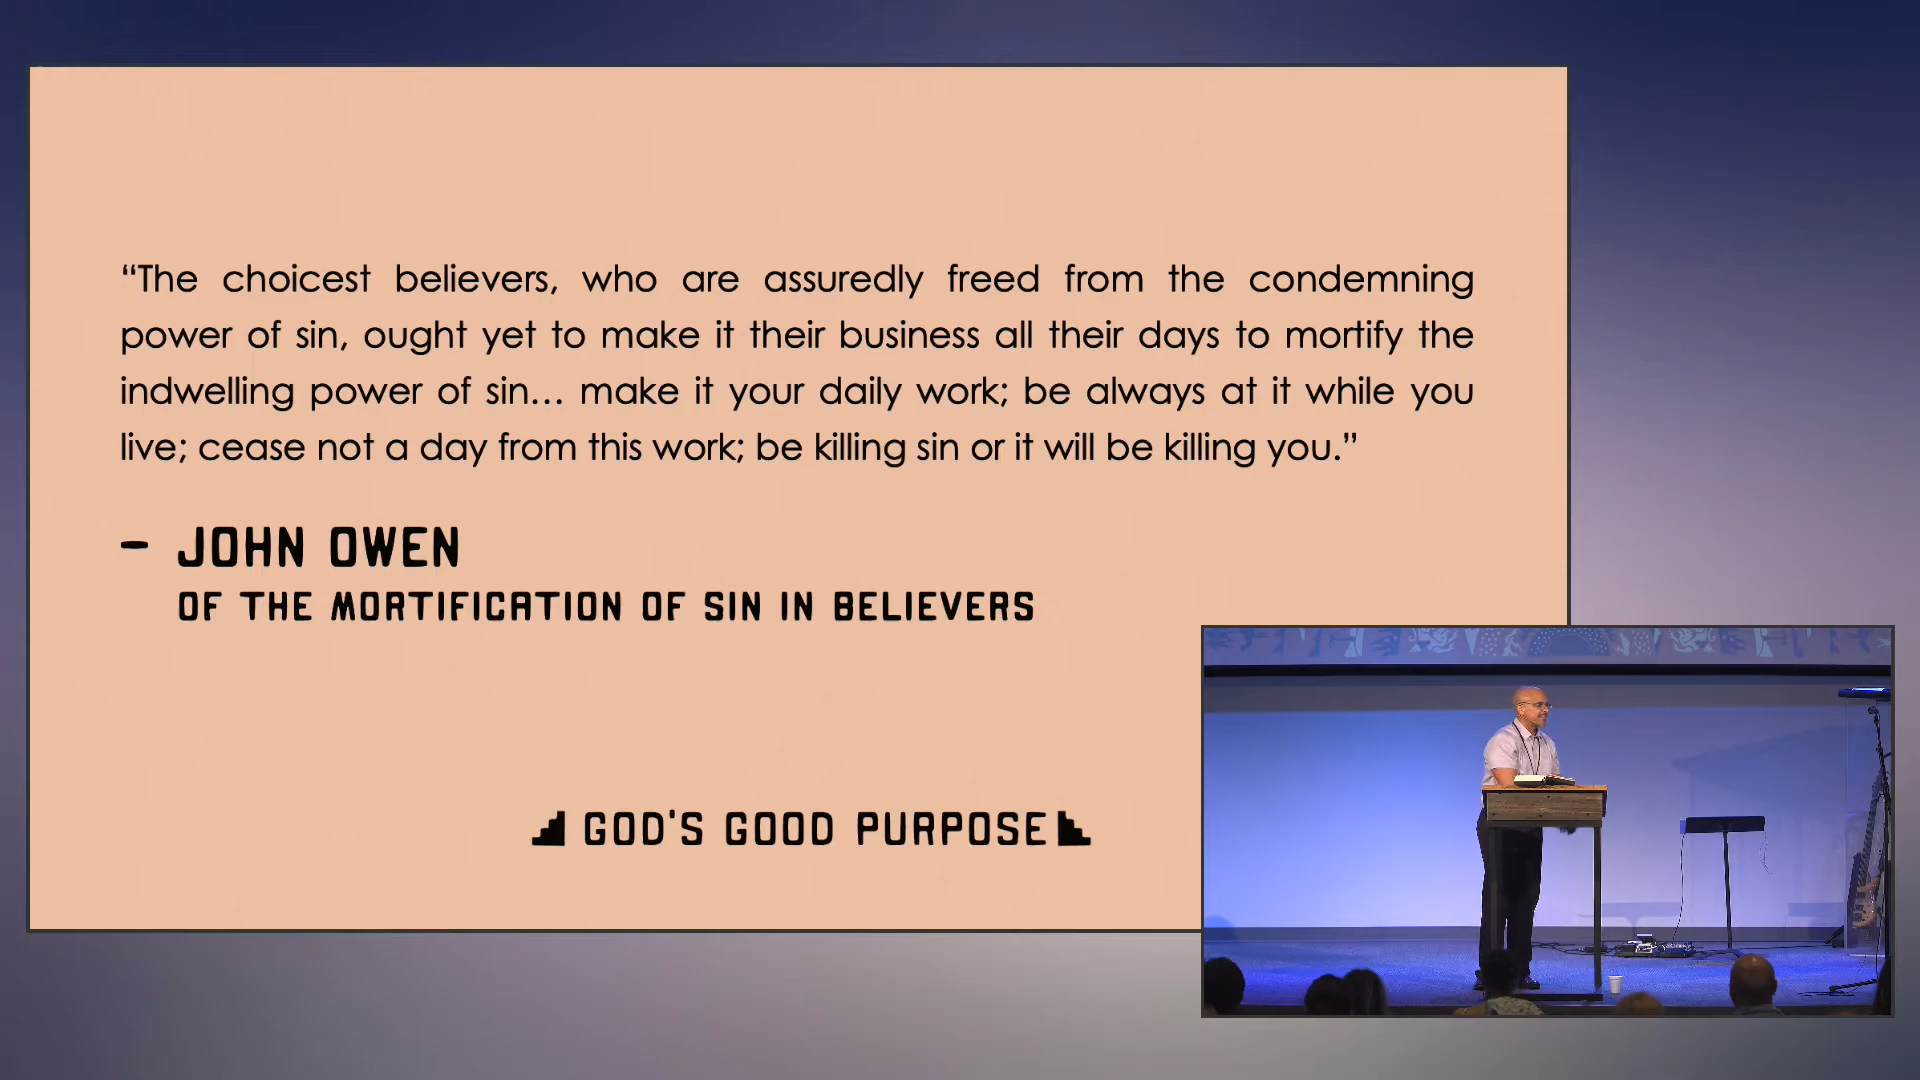 “The choicest believers, who are assuredly freed from the condemning
power of sin, ought yet to make it their business all their days to mortify the
indwelling power of sin… make it your daily work; be always at it while you
live; cease not a day from this work; be killing sin or it will be killing you.”
– JOHN OWEN
OF THE MORTIFICATION OF SIN IN BELIEVERS
GOD'S GOOD PURPOSE